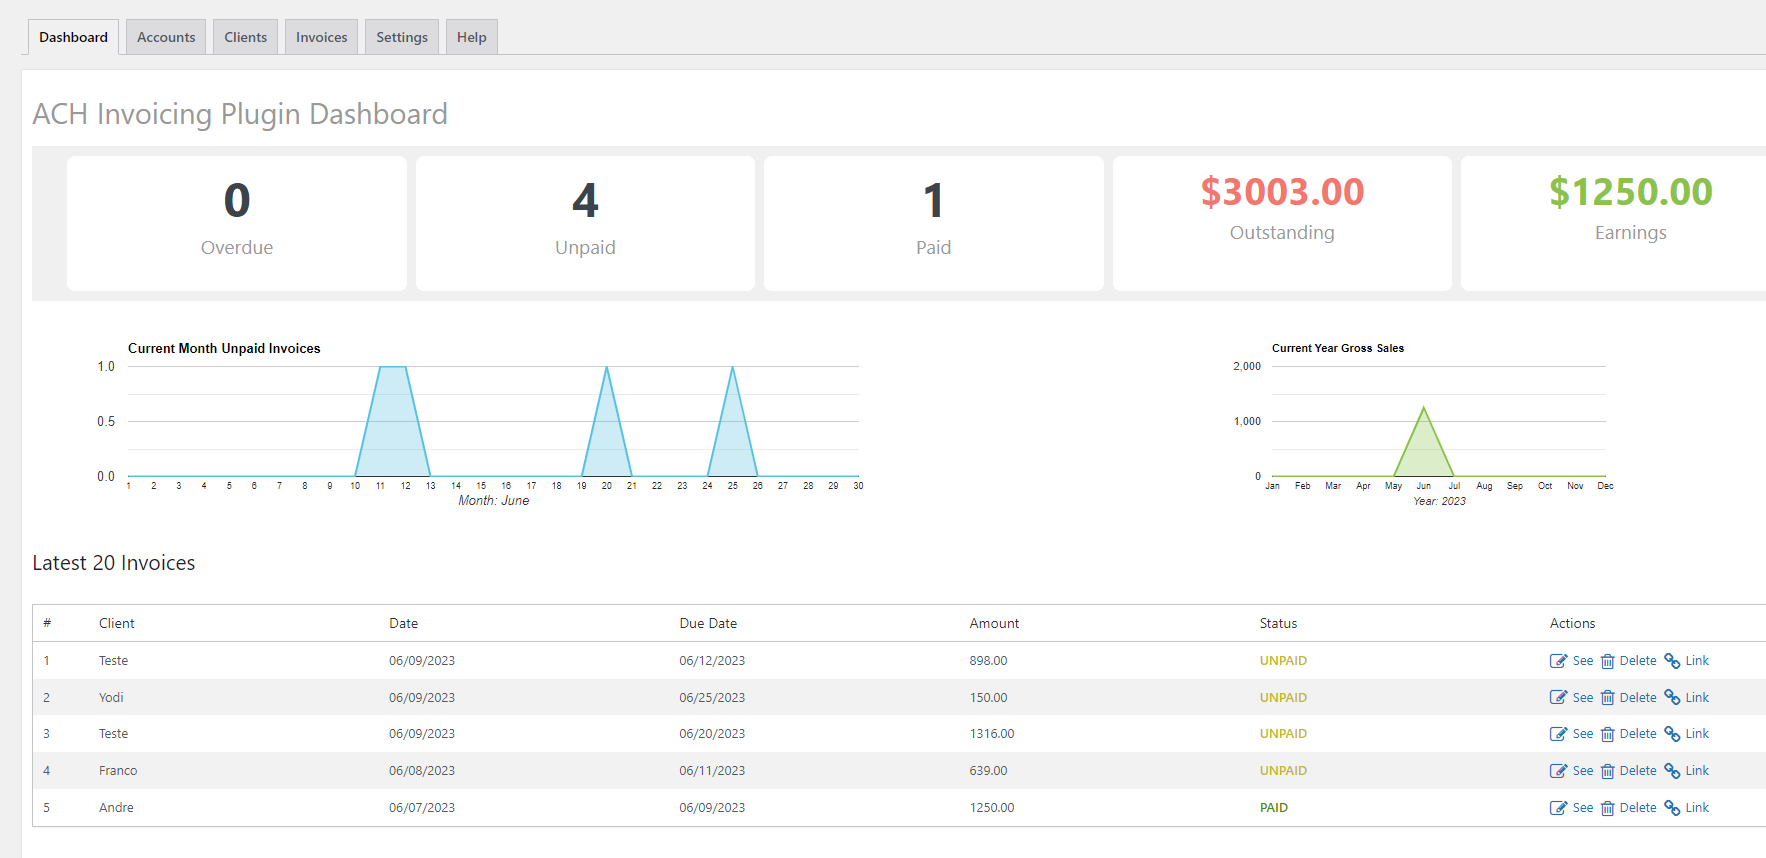 Dashboard Accounts Clients Invoices Settings Help
ACH Invoicing Plugin Dashboard
0 4 1 $3003.00 $1250.00
Overdue Unpaid Paid Outstanding Earnings
Current Month Unpaid Invoices
1.0
0.5
0.0
1 2 3 4 5 6 7 8 9 10 11 12 13 14 15 16 17 18 19 20 21 22 23 24 25 26 27 28 29 30
Month: June
Current Year Gross Sales
2,000
1,000
0
Jan Feb Mar Apr May Jun Jul Aug Sep Oct Nov Dec
Year: 2023
Latest 20 Invoices
# Client Date Due Date Amount Status Actions
1 Teste 06/09/2023 06/12/2023 898.00 UNPAID See Delete Link
2 Yodi 06/09/2023 06/25/2023 150.00 UNPAID See Delete Link
3 Teste 06/09/2023 06/20/2023 1316.00 UNPAID See Delete Link
4 Franco 06/08/2023 06/11/2023 639.00 UNPAID See Delete Link
5 Andre 06/07/2023 06/09/2023 1250.00 PAID See Delete Link